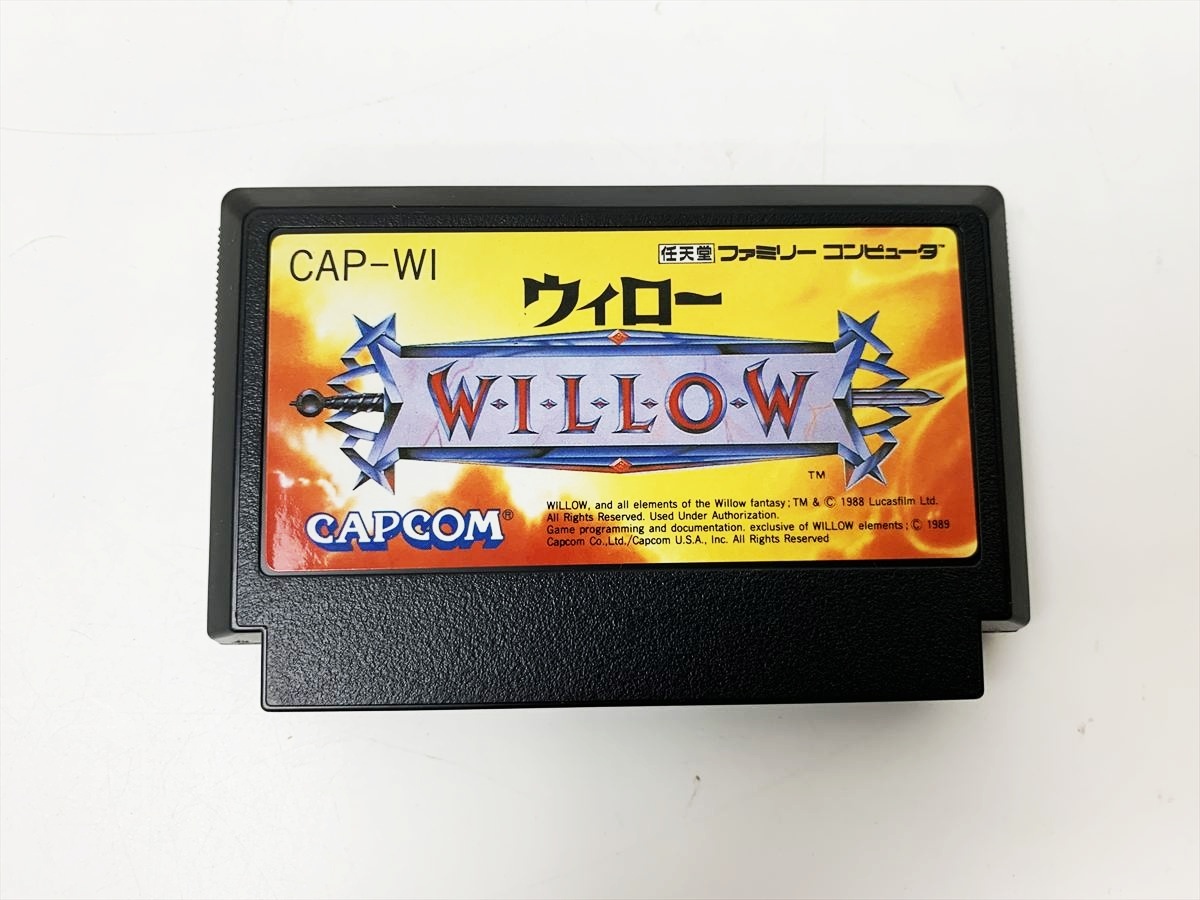 CAP-WI
任天堂 ファミリー コンピュータ™
ウィロー
W·I·L·L·O·W
TM
CAPCOM®
WILLOW, and all elements of the Willow fantasy; TM & © 1988 Lucasfilm Ltd.
All Rights Reserved. Used Under Authorization.
Game programming and documentation. exclusive of WILLOW elements; © 1989
Capcom Co.,Ltd./Capcom U.S.A., Inc. All Rights Reserved